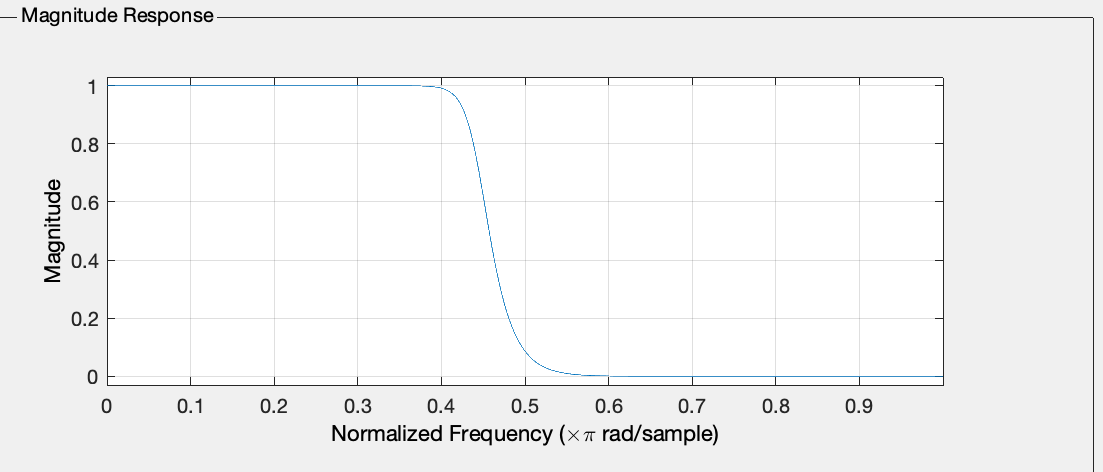 Magnitude Response
1
0.8
0.6
0.4
0.2
0
Magnitude
0 0.1 0.2 0.3 0.4 0.5 0.6 0.7 0.8 0.9
Normalized Frequency (×π rad/sample)